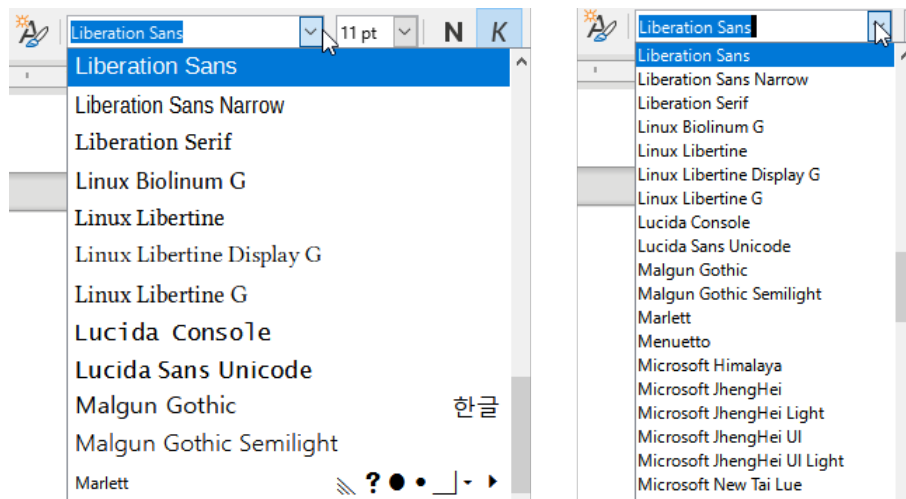 Liberation Sans 11 pt N K
Liberation Sans
Liberation Sans Narrow
Liberation Serif
Linux Biolinum G
Linux Libertine
Linux Libertine Display G
Linux Libertine G
Lucida Console
Lucida Sans Unicode
Malgun Gothic 한글
Malgun Gothic Semilight
Marlett ?
Liberation Sans
Liberation Sans
Liberation Sans Narrow
Liberation Serif
Linux Biolinum G
Linux Libertine
Linux Libertine Display G
Linux Libertine G
Lucida Console
Lucida Sans Unicode
Malgun Gothic
Malgun Gothic Semilight
Marlett
Menuetto
Microsoft Himalaya
Microsoft JhengHei
Microsoft JhengHei Light
Microsoft JhengHei UI
Microsoft JhengHei UI Light
Microsoft New Tai Lue